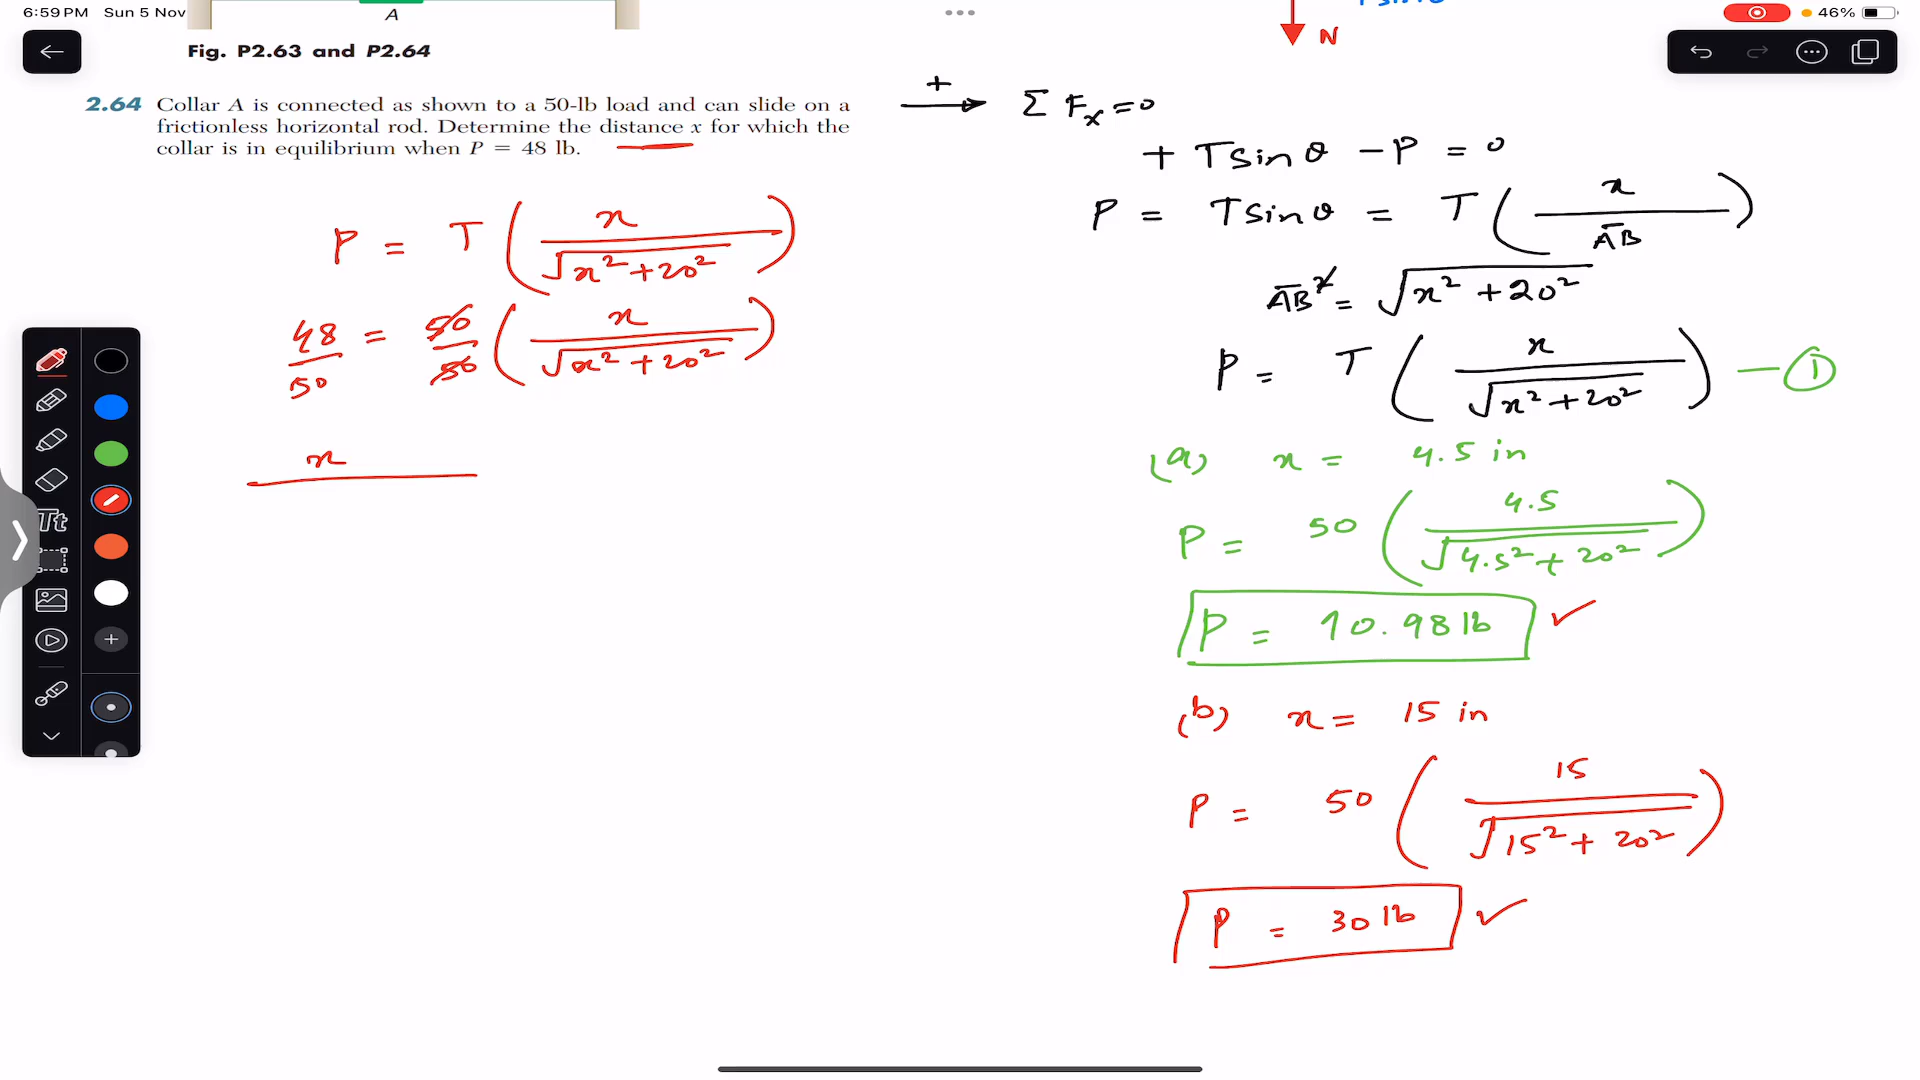 6:59 PM Sun 5 Nov
46%
A
N
Fig. P2.63 and P2.64
2.64 Collar A is connected as shown to a 50-lb load and can slide on a
frictionless horizontal rod. Determine the distance x for which the
collar is in equilibrium when P = 48 lb.
P = T ( x / √x² + 20² )
48 / 50 = 50 / 50 ( x / √x² + 20² )
x
+ → Σ Fx = 0
+ T sin θ - P = 0
P = T sin θ = T ( x / AB )
AB² = √x² + 20²
P = T ( x / √x² + 20² ) — 1
(a) x = 4.5 in
P = 50 ( 4.5 / √4.5² + 20² )
P = 10.98 lb ✓
(b) x = 15 in
P = 50 ( 15 / √15² + 20² )
P = 30 lb ✓
Tt